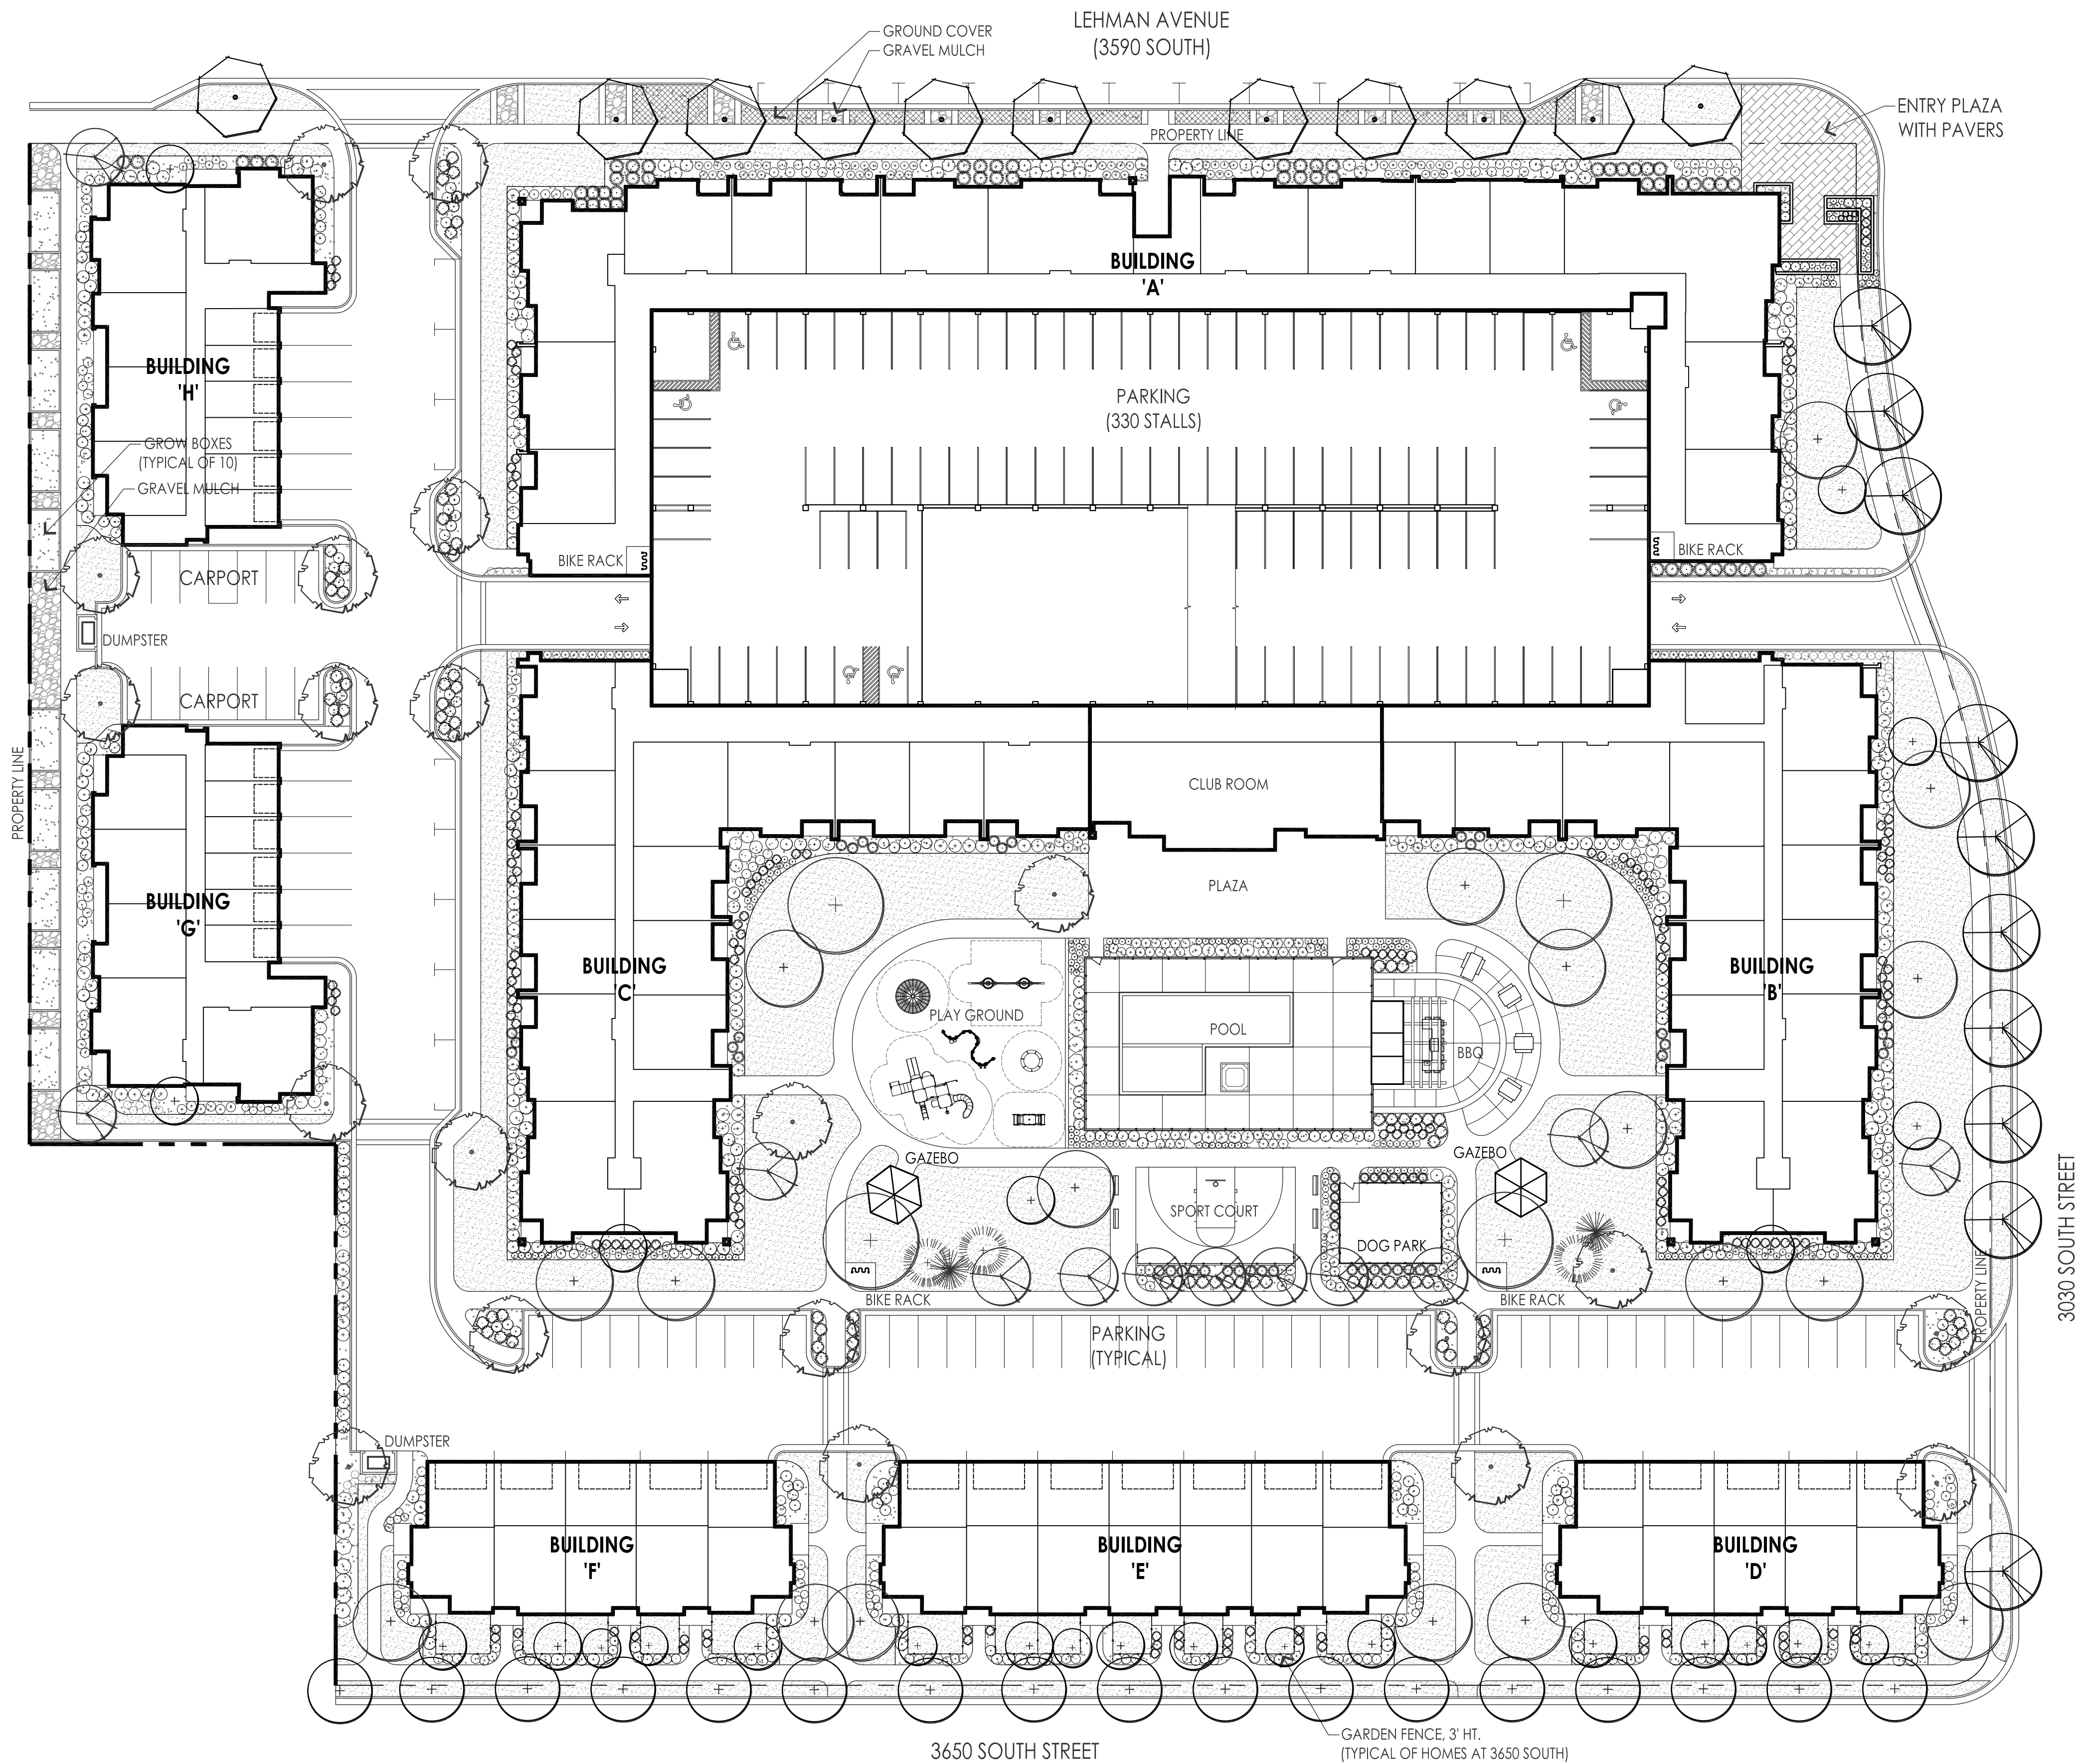 LEHMAN AVENUE
(3590 SOUTH)
GROUND COVER
GRAVEL MULCH
ENTRY PLAZA
WITH PAVERS
PROPERTY LINE
BUILDING
'A'
BUILDING
'H'
PARKING
(330 STALLS)
GROW BOXES
(TYPICAL OF 10)
GRAVEL MULCH
BIKE RACK
BIKE RACK
CARPORT
DUMPSTER
CARPORT
PROPERTY LINE
CLUB ROOM
PLAZA
BUILDING
'G'
BUILDING
'C'
BUILDING
'B'
PLAY GROUND
POOL
BBQ
GAZEBO
GAZEBO
SPORT COURT
DOG PARK
3030 SOUTH STREET
PROPERTY LINE
BIKE RACK
BIKE RACK
PARKING
(TYPICAL)
DUMPSTER
BUILDING
'F'
BUILDING
'E'
BUILDING
'D'
GARDEN FENCE, 3' HT.
(TYPICAL OF HOMES AT 3650 SOUTH)
3650 SOUTH STREET